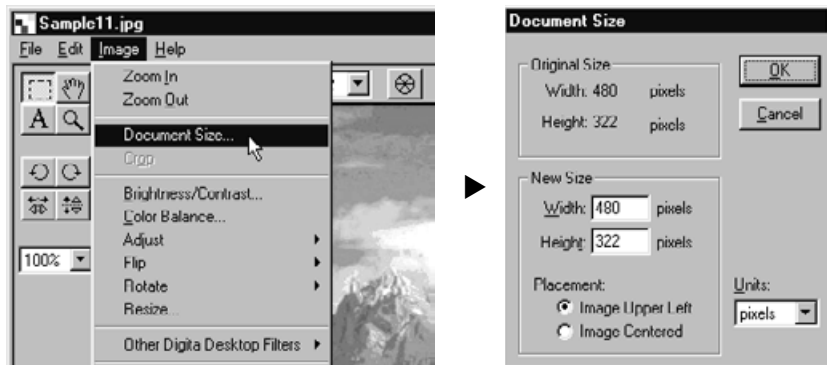 Sample11.jpg
File Edit Image Help
Zoom In
Zoom Out
Document Size...
Crop
Brightness/Contrast...
Color Balance...
Adjust
Flip
Rotate
Resize...
Other Digita Desktop Filters
A
100%
Document Size
Original Size
Width: 480 pixels
Height: 322 pixels
OK
Cancel
New Size
Width: 480 pixels
Height: 322 pixels
Placement:
Image Upper Left
Image Centered
Units:
pixels